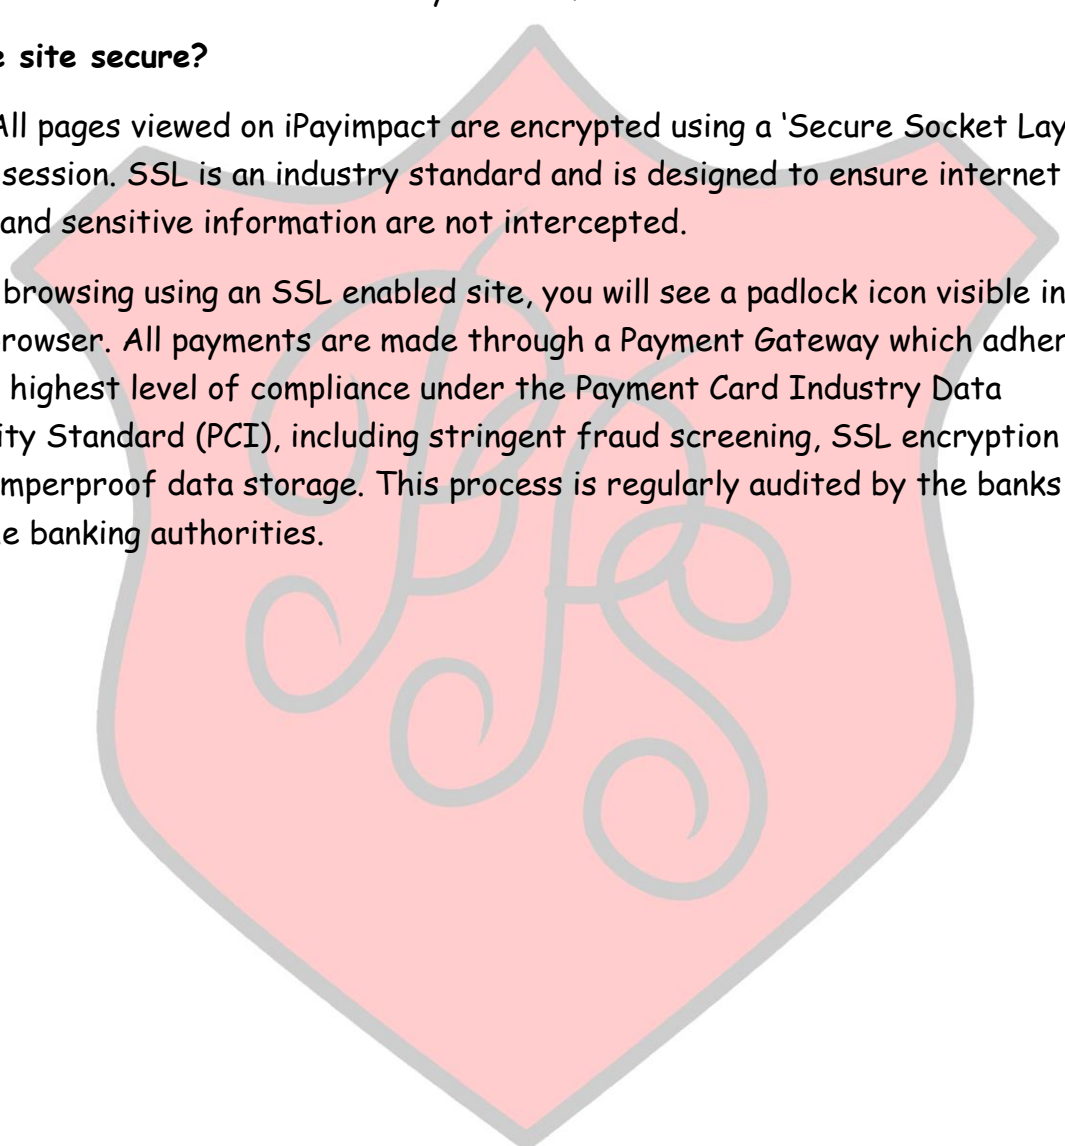 site secure?
All pages viewed on iPayimpact are encrypted using a ‘Secure Socket Lay
session. SSL is an industry standard and is designed to ensure internet
and sensitive information are not intercepted.
browsing using an SSL enabled site, you will see a padlock icon visible in
rowser. All payments are made through a Payment Gateway which adher
highest level of compliance under the Payment Card Industry Data
ity Standard (PCI), including stringent fraud screening, SSL encryption
mperproof data storage. This process is regularly audited by the banks
e banking authorities.